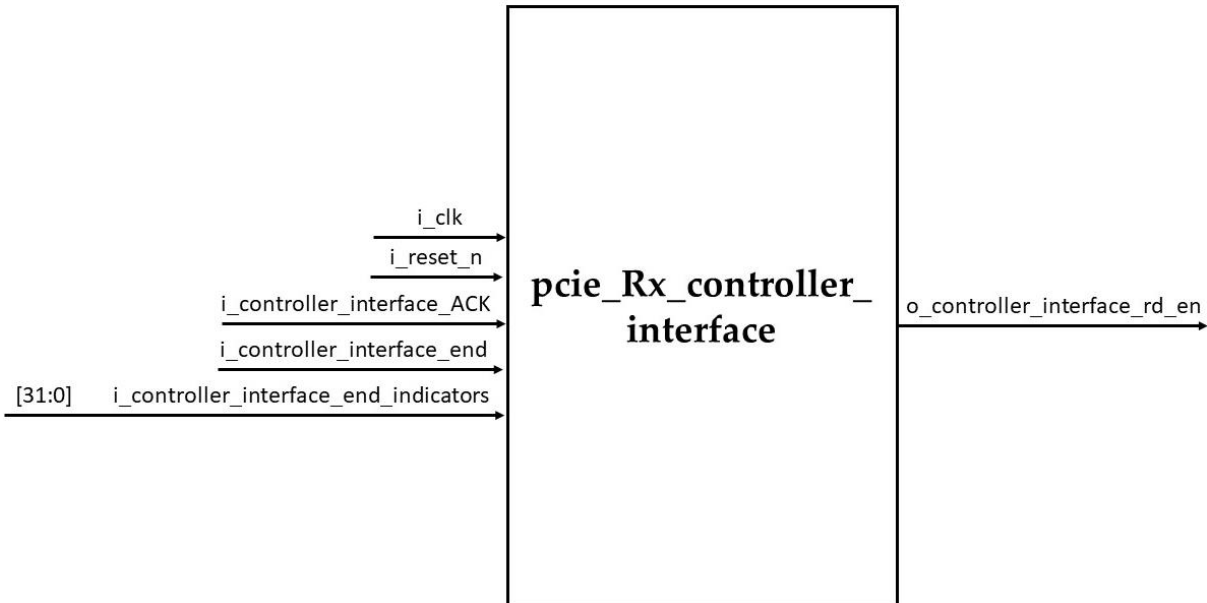 i_clk
i_reset_n
i_controller_interface_ACK
i_controller_interface_end
[31:0] i_controller_interface_end_indicators
pcie_Rx_controller_
interface
o_controller_interface_rd_en